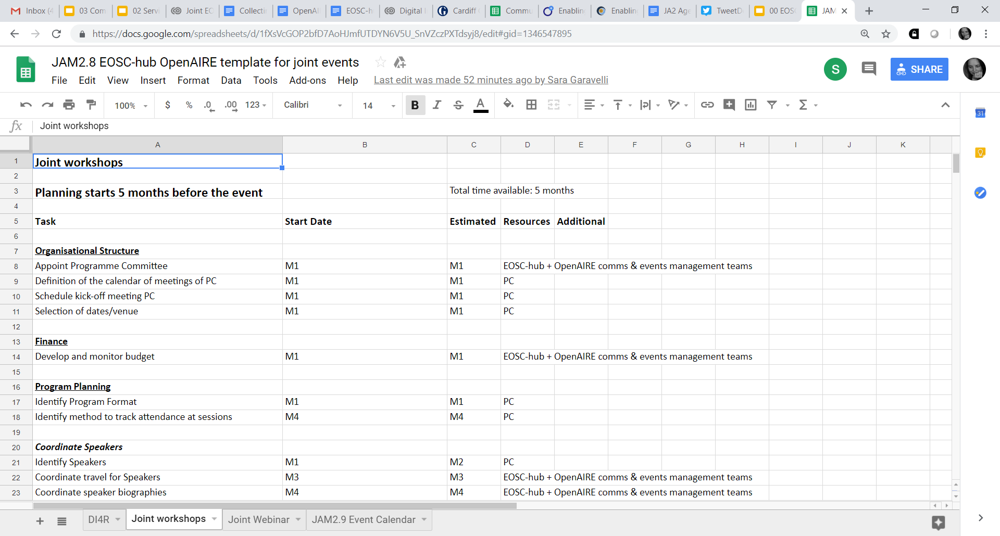 Inbox (4
03 Com
02 Servi
Joint EO
Collecti
OpenAI
EOSC-h
Digital I
Cardiff
Commu
Enabling
Enabling
JA2 Age
TweetD
00 EOS
JAM
https://docs.google.com/spreadsheets/d/1fXsVcGOP2bfD7AoHJmfUTDYN6V5U_SnVZczPXTdsyj8/edit#gid=1346547895
JAM2.8 EOSC-hub OpenAIRE template for joint events
S
SHARE
File Edit View Insert Format Data Tools Add-ons Help Last edit was made 52 minutes ago by Sara Garavelli
100% $ % .0 .00 123 Calibri 14 B I S A
31
fx Joint workshops
A B C D E F G H I J K
1 Joint workshops
2
3 Planning starts 5 months before the event Total time available: 5 months
4
5 Task Start Date Estimated Resources Additional
6
7 Organisational Structure
8 Appoint Programme Committee M1 M1 EOSC-hub + OpenAIRE comms & events management teams
9 Definition of the calendar of meetings of PC M1 M1 PC
10 Schedule kick-off meeting PC M1 M1 PC
11 Selection of dates/venue M1 M1 PC
12
13 Finance
14 Develop and monitor budget M1 M1 EOSC-hub + OpenAIRE comms & events management teams
15
16 Program Planning
17 Identify Program Format M1 M1 PC
18 Identify method to track attendance at sessions M4 M4 PC
19
20 Coordinate Speakers
21 Identify Speakers M1 M2 PC
22 Coordinate travel for Speakers M3 M3 EOSC-hub + OpenAIRE comms & events management teams
23 Coordinate speaker biographies M4 M4 EOSC-hub + OpenAIRE comms & events management teams
DI4R Joint workshops Joint Webinar JAM2.9 Event Calendar